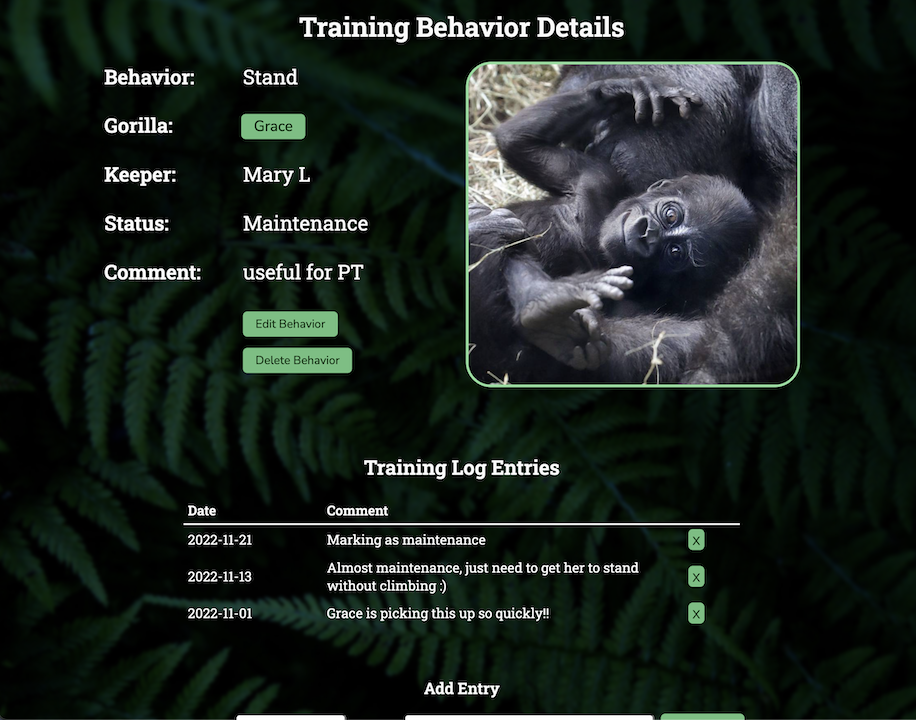 Training Behavior Details
Behavior: Stand
Gorilla: Grace
Keeper: Mary L
Status: Maintenance
Comment: useful for PT
Edit Behavior
Delete Behavior
Training Log Entries
Date Comment
2022-11-21 Marking as maintenance X
2022-11-13 Almost maintenance, just need to get her to stand
without climbing :) X
2022-11-01 Grace is picking this up so quickly!! X
Add Entry